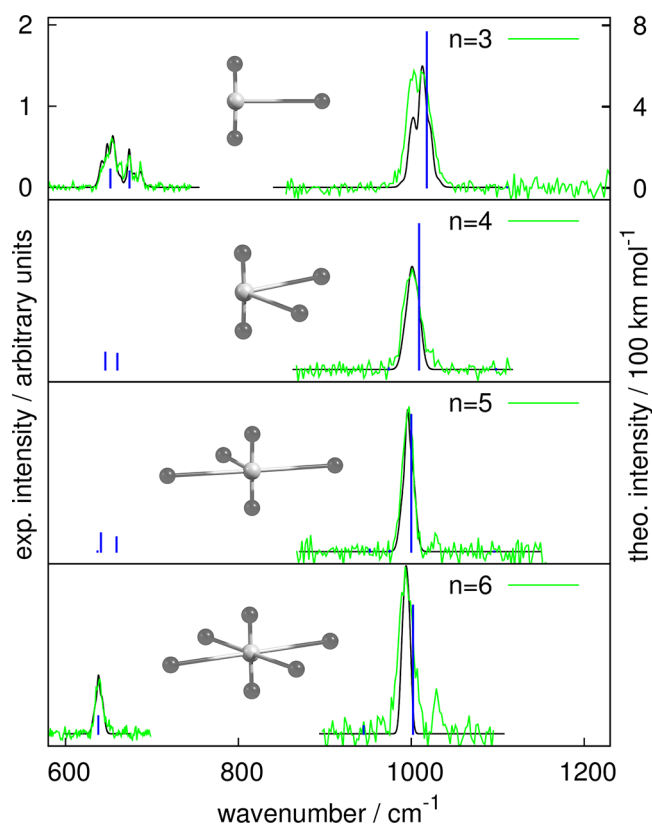 2
8
n=3
1
4
0
0
n=4
n=5
n=6
exp. intensity / arbitrary units
theo. intensity / 100 km mol⁻¹
600 800 1000 1200
wavenumber / cm⁻¹